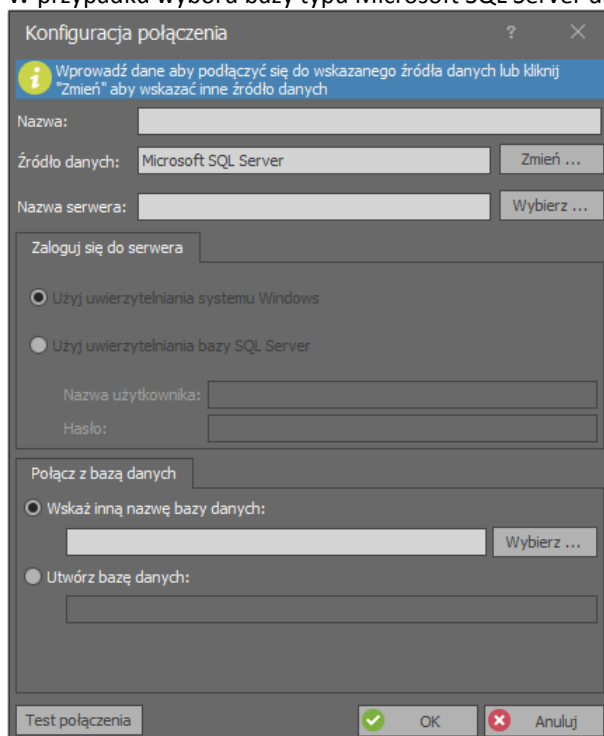 W przypadku wyboru bazy typu Microsoft SQL Server d
Konfiguracja połączenia ?
Wprowadź dane aby podłączyć się do wskazanego źródła danych lub kliknij
"Zmień" aby wskazać inne źródło danych
Nazwa:
Źródło danych: Microsoft SQL Server Zmień ...
Nazwa serwera: Wybierz ...
Zaloguj się do serwera
Użyj uwierzytelniania systemu Windows
Użyj uwierzytelniania bazy SQL Server
Nazwa użytkownika:
Hasło:
Połącz z bazą danych
Wskaż inną nazwę bazy danych:
Wybierz ...
Utwórz bazę danych:
Test połączenia OK Anuluj